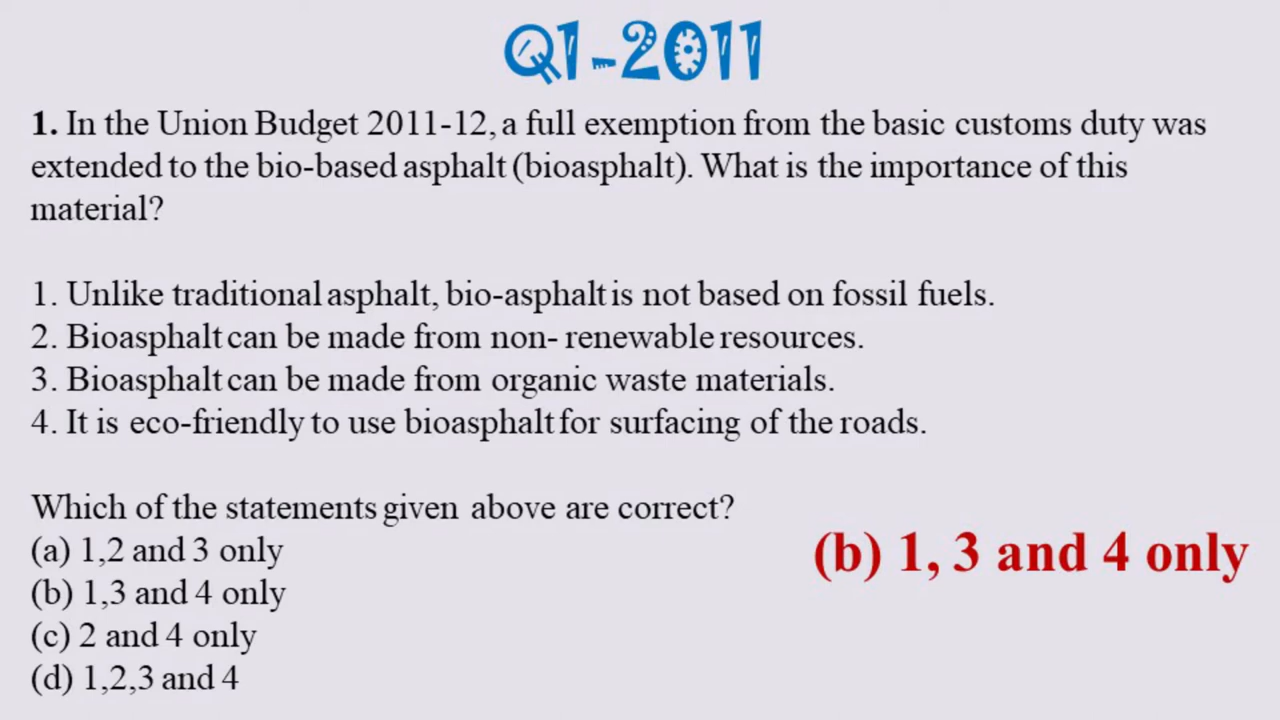 Q1-2011
1. In the Union Budget 2011-12, a full exemption from the basic customs duty was
extended to the bio-based asphalt (bioasphalt). What is the importance of this
material?
1. Unlike traditional asphalt, bio-asphalt is not based on fossil fuels.
2. Bioasphalt can be made from non- renewable resources.
3. Bioasphalt can be made from organic waste materials.
4. It is eco-friendly to use bioasphalt for surfacing of the roads.
Which of the statements given above are correct?
(a) 1,2 and 3 only
(b) 1,3 and 4 only
(c) 2 and 4 only
(d) 1,2,3 and 4
(b) 1, 3 and 4 only